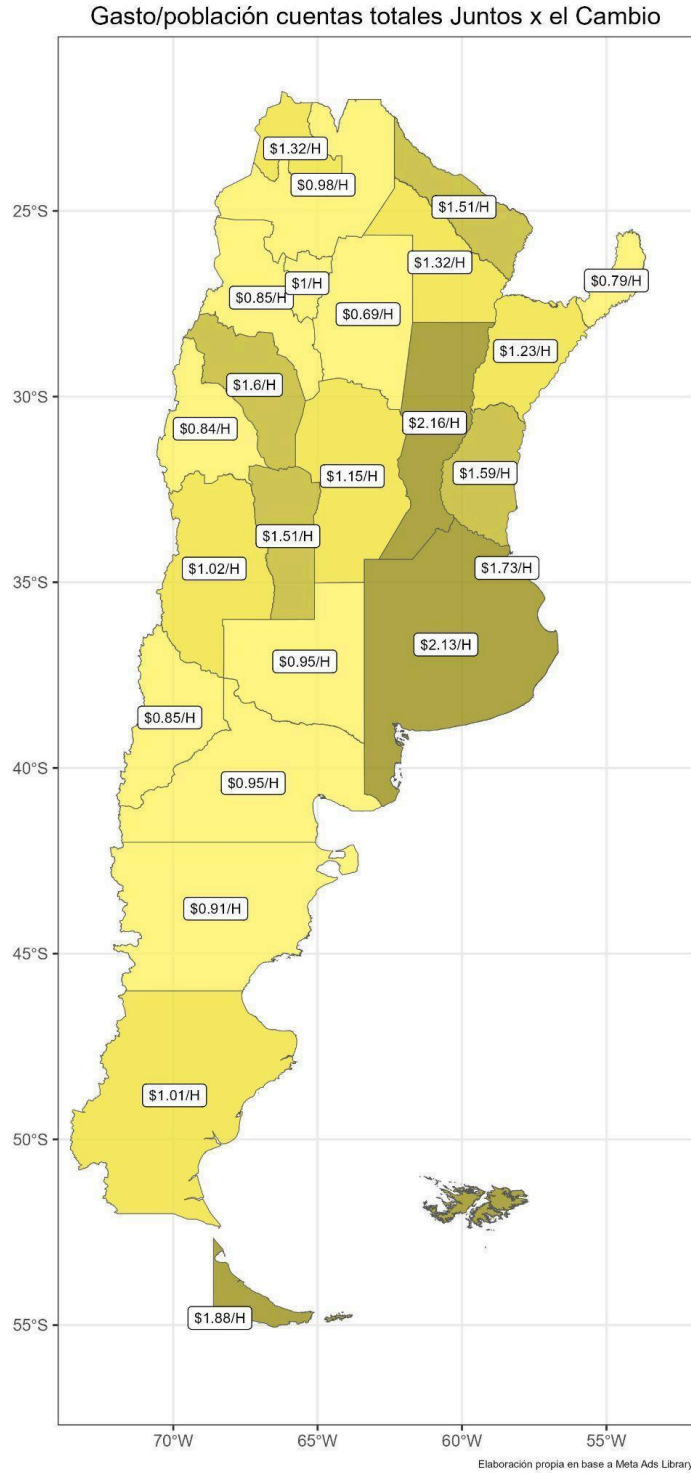 Gasto/población cuentas totales Juntos x el Cambio
$1.32/H
$0.98/H
25°S
$1.51/H
$1.32/H
$0.79/H
$1/H
$0.85/H
$0.69/H
$1.23/H
$1.6/H
30°S
$2.16/H
$0.84/H
$1.15/H
$1.59/H
$1.51/H
$1.02/H
$1.73/H
35°S
$2.13/H
$0.95/H
$0.85/H
40°S
$0.95/H
$0.91/H
45°S
$1.01/H
50°S
$1.88/H
55°S
70°W 65°W 60°W 55°W
Elaboración propia en base a Meta Ads Library